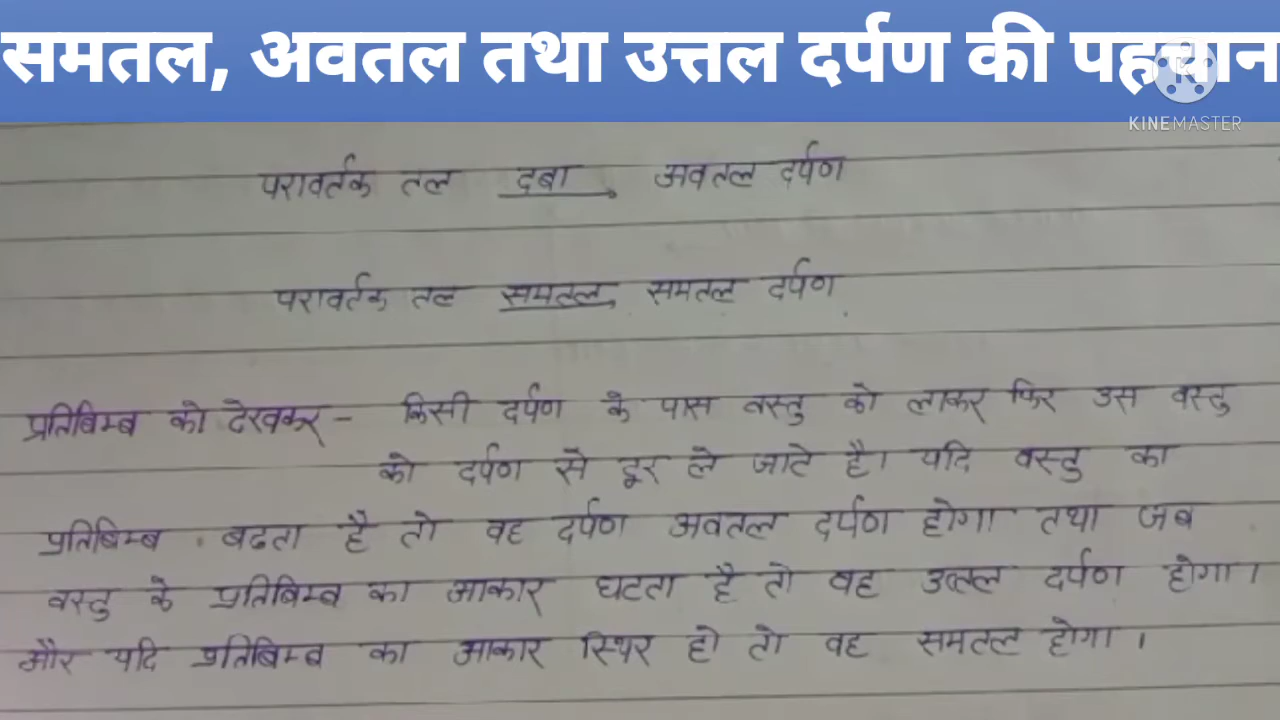 समतल, अवतल तथा उत्तल दर्पण की पहचान
KINEMASTER
परावर्तक तल दबा, अवतल दर्पण
परावर्तक तल समतल, समतल दर्पण
प्रतिबिम्ब को देखकर - किसी दर्पण के पास वस्तु को लाकर फिर उस वस्तु
को दर्पण से दूर ले जाते है। यदि वस्तु का
प्रतिबिम्ब बढता है तो वह दर्पण अवतल दर्पण होगा तथा जब
वस्तु के प्रतिबिम्ब का आकार घटता है तो वह उत्तल दर्पण होगा।
और यदि प्रतिबिम्ब का आकार स्थिर हो तो वह समतल होगा।